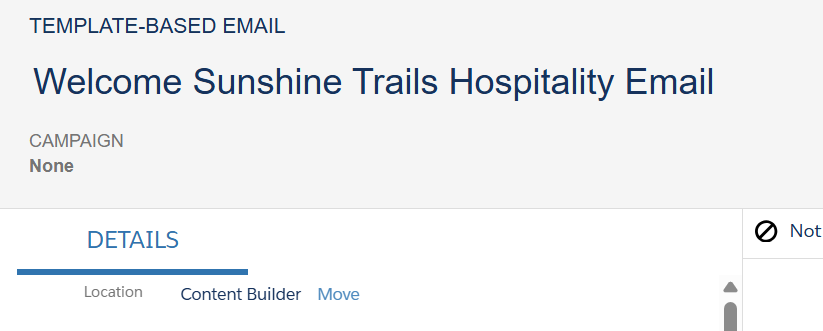 TEMPLATE-BASED EMAIL
Welcome Sunshine Trails Hospitality Email
CAMPAIGN
None
DETAILS
Not
Location Content Builder Move